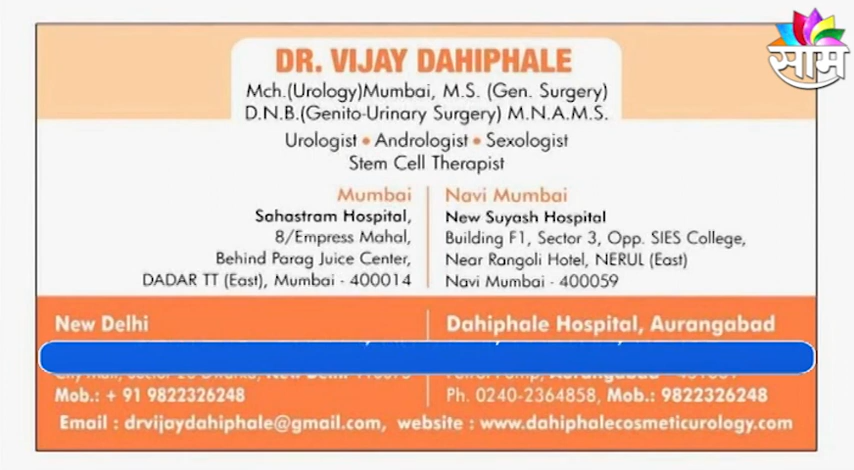 साम
DR. VIJAY DAHIPHALE
Mch.(Urology)Mumbai, M.S. (Gen. Surgery)
D.N.B.(Genito-Urinary Surgery) M.N.A.M.S.
Urologist • Andrologist • Sexologist
Stem Cell Therapist
Mumbai
Sahastram Hospital,
8/Empress Mahal,
Behind Parag Juice Center,
DADAR TT (East), Mumbai - 400014
Navi Mumbai
New Suyash Hospital
Building F1, Sector 3, Opp. SIES College,
Near Rangoli Hotel, NERUL (East)
Navi Mumbai - 400059
New Delhi
Mob.: + 91 9822326248
Dahiphale Hospital, Aurangabad
Ph. 0240-2364858, Mob.: 9822326248
Email : drvijaydahiphale@gmail.com, website : www.dahiphalecosmeticurology.com